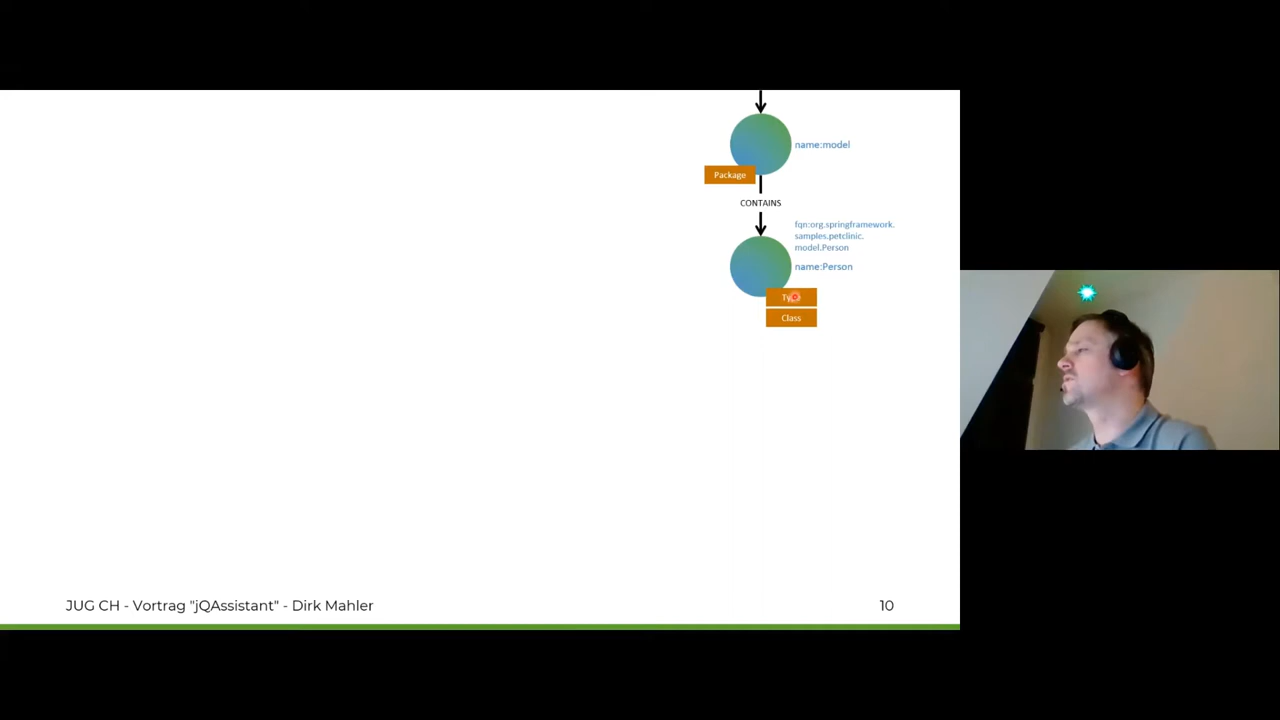 name:model
Package
CONTAINS
fqn:org.springframework.
samples.petclinic.
model.Person
name:Person
Type
Class
JUG CH - Vortrag "jQAssistant" - Dirk Mahler
10